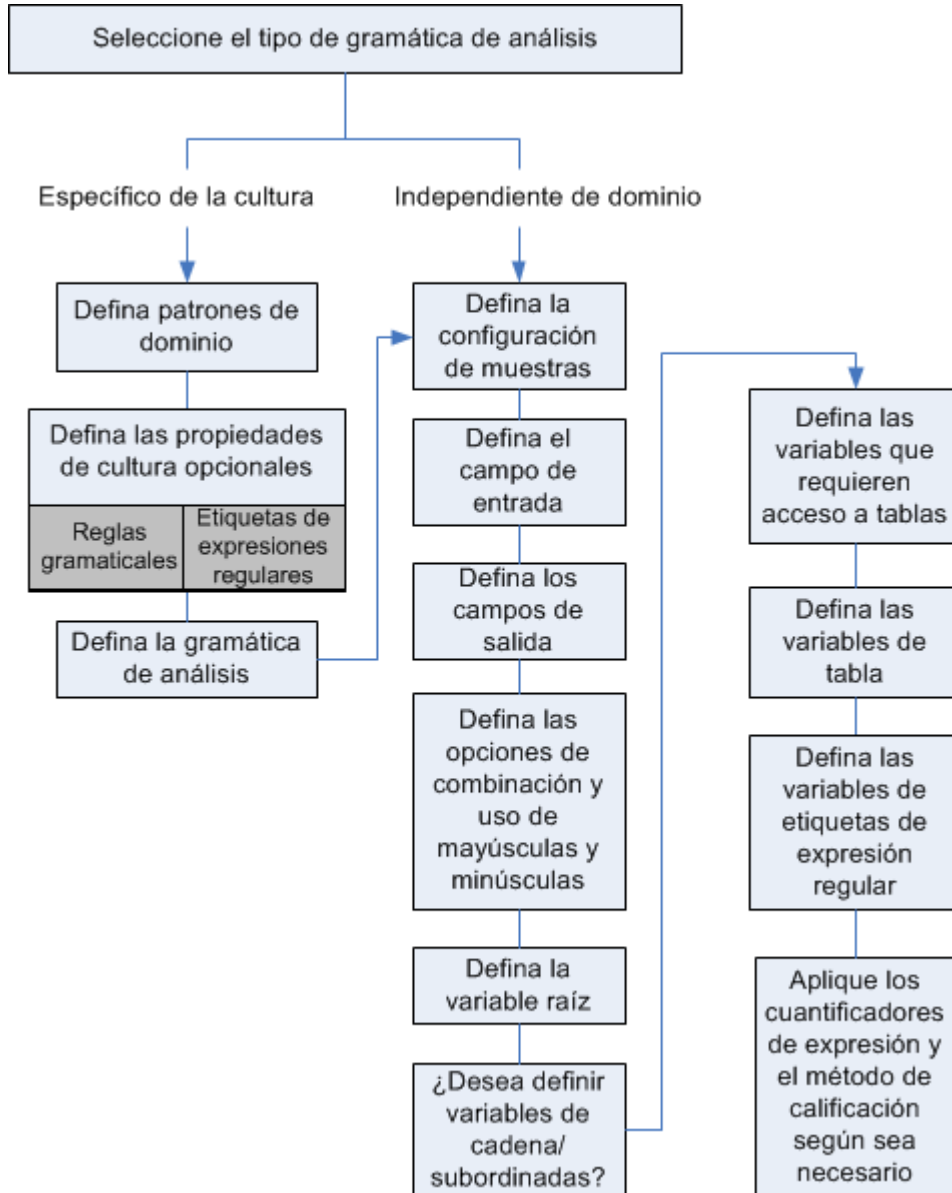 Seleccione el tipo de gramática de análisis
Específico de la cultura
Independiente de dominio
Defina patrones de
dominio
Defina las propiedades
de cultura opcionales
Reglas
gramaticales
Etiquetas de
expresiones
regulares
Defina la gramática
de análisis
Defina la
configuración
de muestras
Defina el
campo de
entrada
Defina los
campos de
salida
Defina las
opciones de
combinación y
uso de
mayúsculas y
minúsculas
Defina la
variable raíz
¿Desea definir
variables de
cadena/
subordinadas?
Defina las
variables que
requieren
acceso a tablas
Defina las
variables de
tabla
Defina las
variables de
etiquetas de
expresión
regular
Aplique los
cuantificadores
de expresión y
el método de
calificación
según sea
necesario